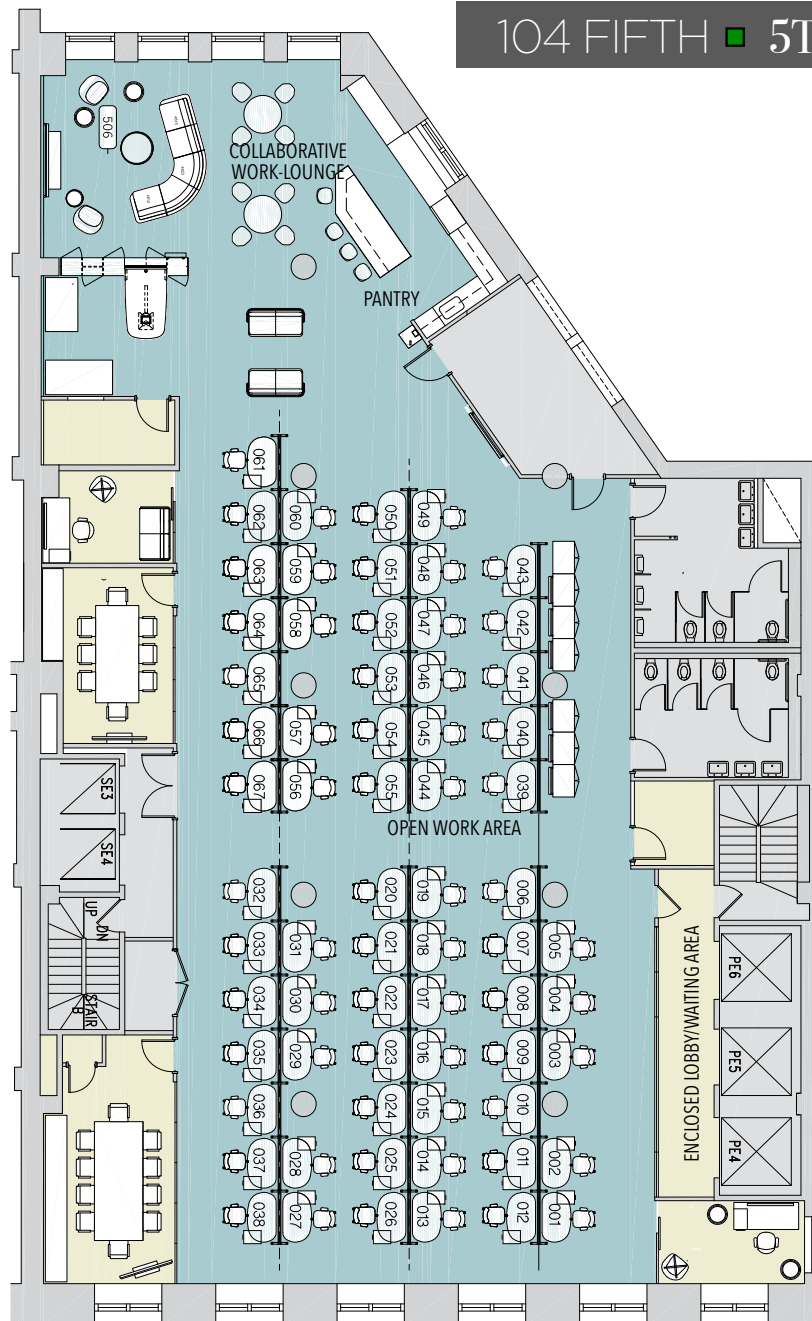 104 FIFTH ■ 5T
506
COLLABORATIVE
WORK-LOUNGE
PANTRY
061
062 060 050 049
063 059 051 048 043
064 058 052 047 042
065 053 046 041
066 057 054 045 040
067 056 055 044 039
SE3
SE4
OPEN WORK AREA
032 020 019 006
UP DN
033 031 021 018 007 005
034 030 022 017 008 004
STAIR
B
035 029 023 016 009 003
036 024 015 010
037 028 025 014 011 002
038 027 026 013 012 001
ENCLOSED LOBBY/WAITING AREA
PE6
PE5
PE4